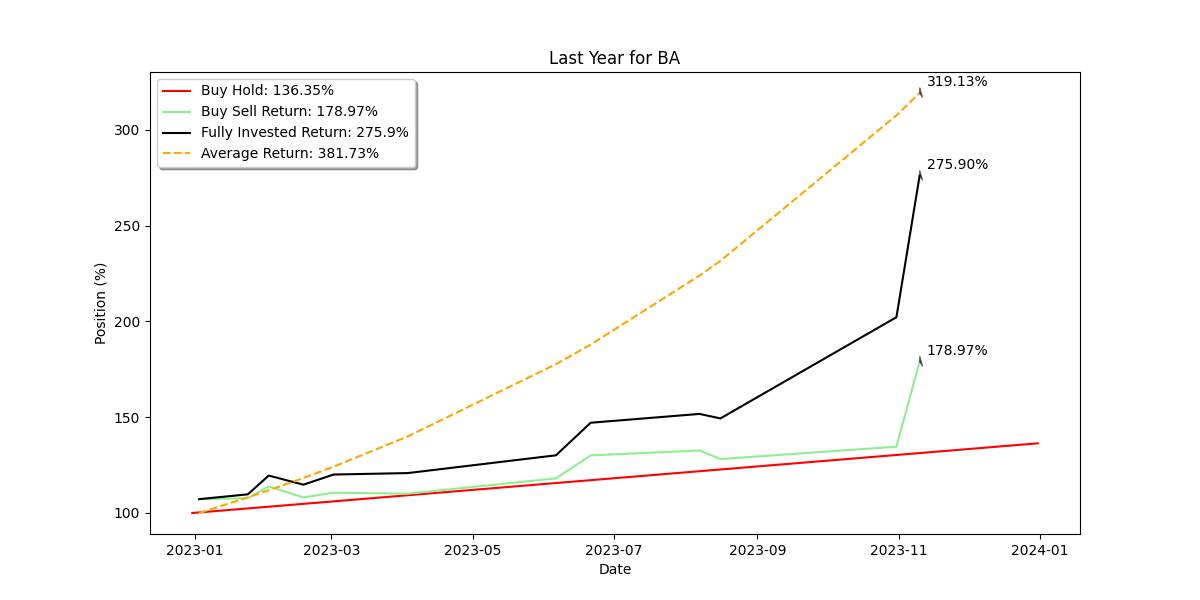 Last Year for BA
Buy Hold: 136.35%
Buy Sell Return: 178.97%
Fully Invested Return: 275.9%
Average Return: 381.73%
319.13%
275.90%
178.97%
Position (%)
300
250
200
150
100
2023-01 2023-03 2023-05 2023-07 2023-09 2023-11 2024-01
Date